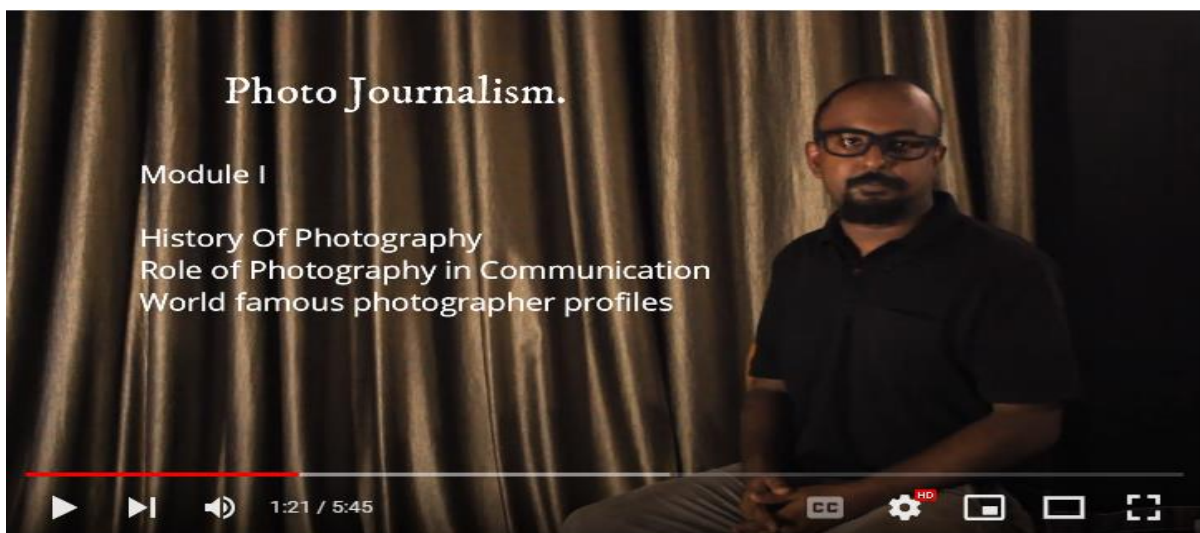 Photo Journalism.
Module I
History Of Photography
Role of Photography in Communication
World famous photographer profiles
1:21 / 5:45
CC
HD